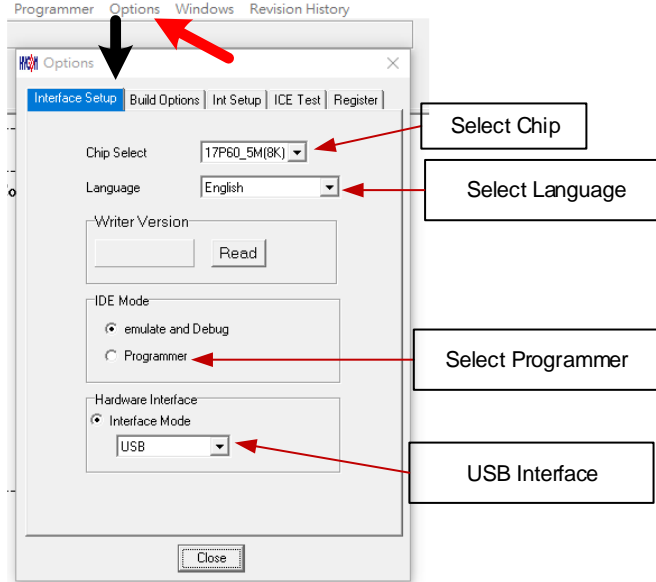 Programmer Options Windows Revision History
Options
Interface Setup Build Options Int Setup ICE Test Register
Chip Select 17P60_5M(8K)
Select Chip
Language English
Select Language
Writer Version
Read
IDE Mode
emulate and Debug
Programmer
Select Programmer
Hardware Interface
Interface Mode
USB
USB Interface
Close